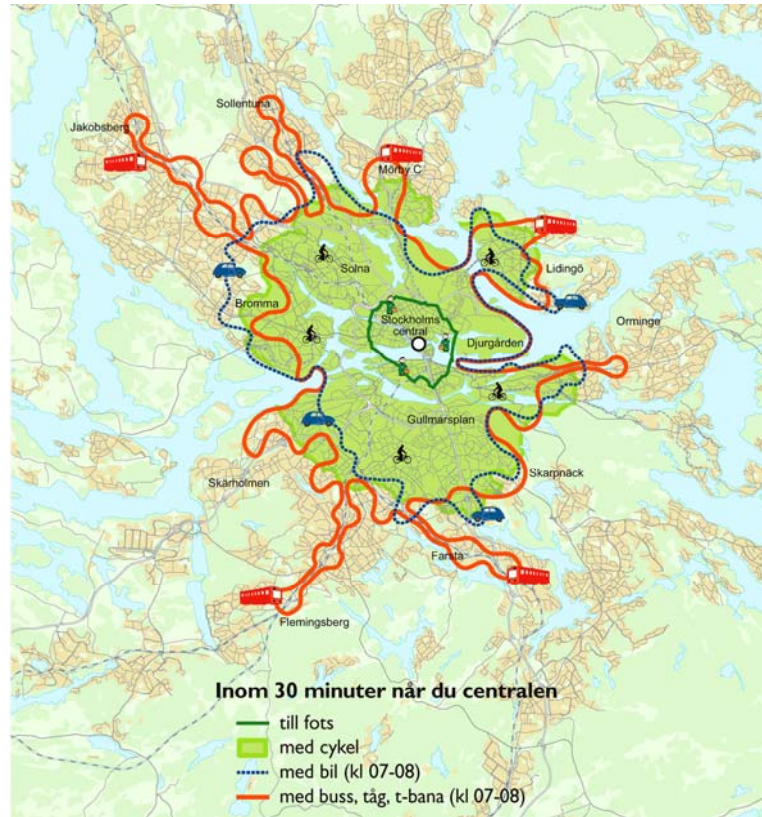 Sollentuna
Jakobsberg
Mörby C
Solna
Lidingö
Bromma
Stockholms
central
Orminge
Djurgården
Gullmarsplan
Skärholmen
Skarpnäck
Farsta
Flemingsberg
Inom 30 minuter når du centralen
till fots
med cykel
med bil (kl 07-08)
med buss, tåg, t-bana (kl 07-08)